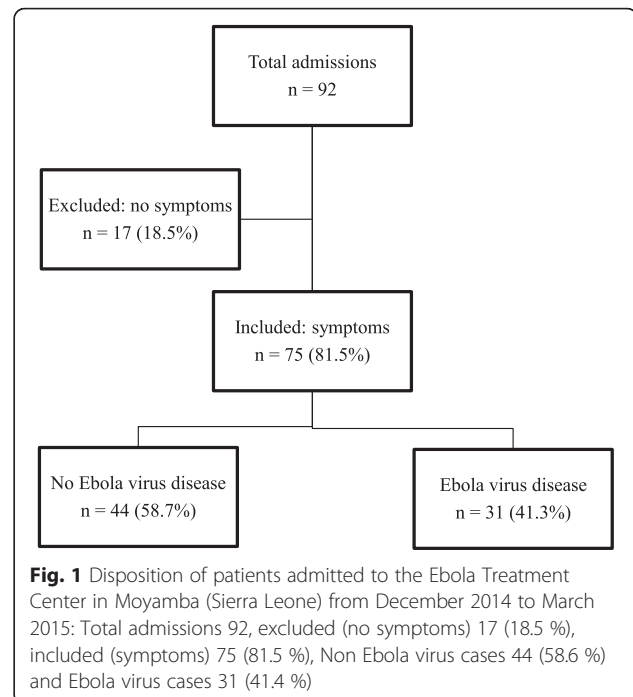 Total admissions
n = 92
Excluded: no symptoms
n = 17 (18.5%)
Included: symptoms
n = 75 (81.5%)
No Ebola virus disease
n = 44 (58.7%)
Ebola virus disease
n = 31 (41.3%)
Fig. 1 Disposition of patients admitted to the Ebola Treatment
Center in Moyamba (Sierra Leone) from December 2014 to March
2015: Total admissions 92, excluded (no symptoms) 17 (18.5 %),
included (symptoms) 75 (81.5 %), Non Ebola virus cases 44 (58.6 %)
and Ebola virus cases 31 (41.4 %)